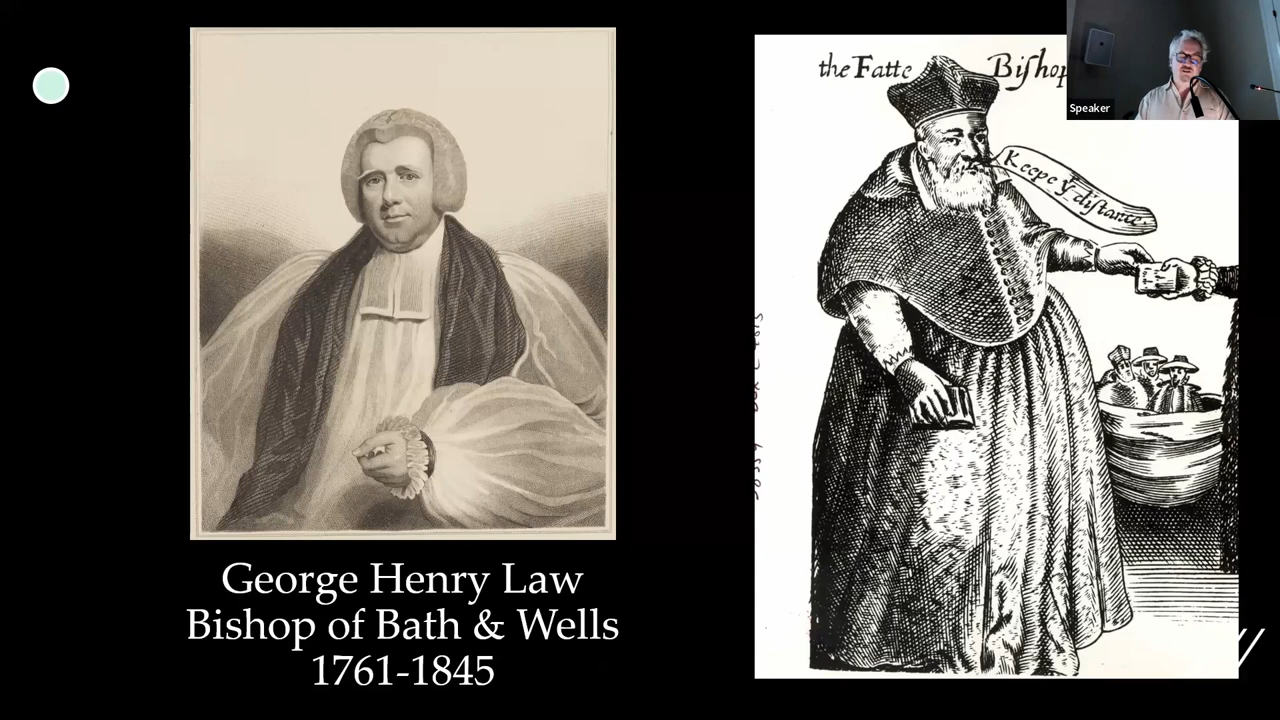 George Henry Law
Bishop of Bath & Wells
1761-1845
the Fatte Bishop
Keepe yͬ distance.
Speaker